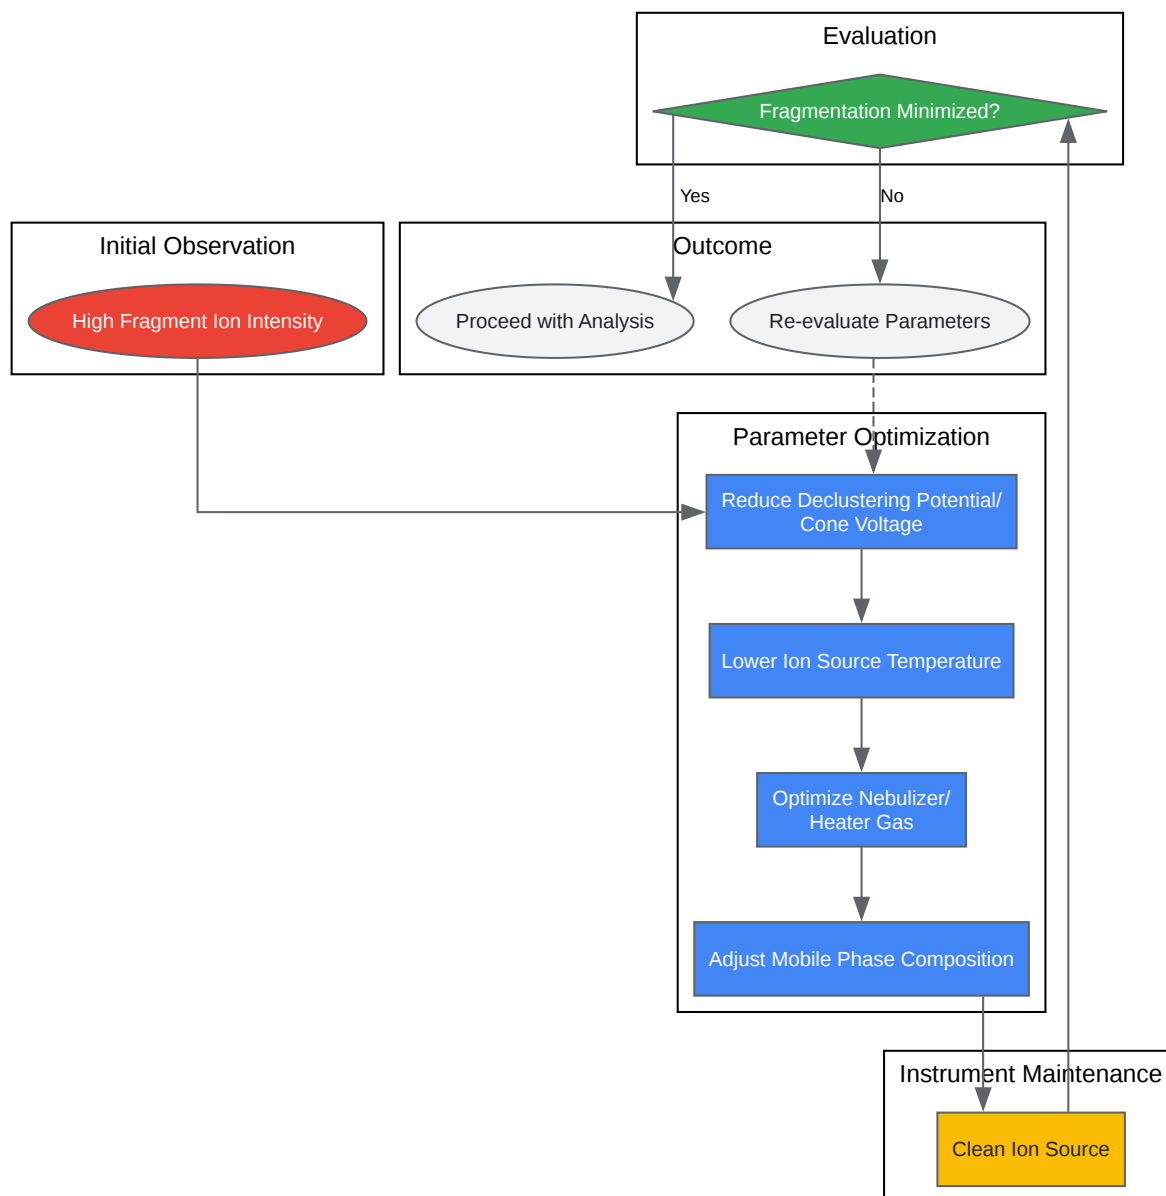 Evaluation
Fragmentation Minimized?
Yes
No
Initial Observation
High Fragment Ion Intensity
Outcome
Proceed with Analysis
Re-evaluate Parameters
Parameter Optimization
Reduce Declustering Potential/
Cone Voltage
Lower Ion Source Temperature
Optimize Nebulizer/
Heater Gas
Adjust Mobile Phase Composition
Instrument Maintenance
Clean Ion Source